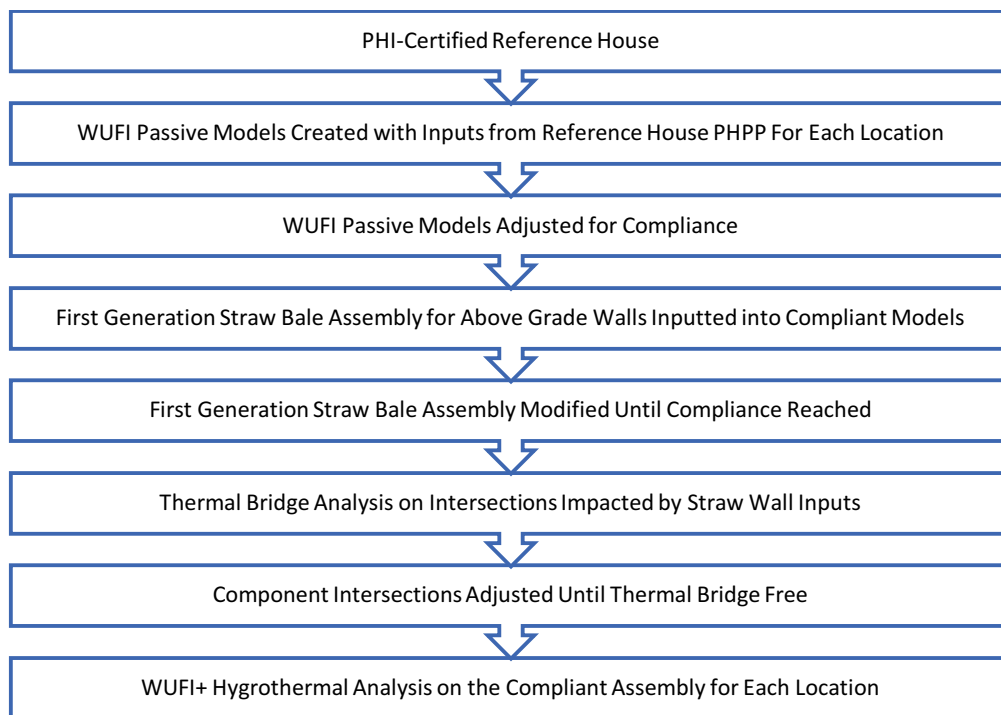 PHI-Certified Reference House
WUFI Passive Models Created with Inputs from Reference House PHPP For Each Location
WUFI Passive Models Adjusted for Compliance
First Generation Straw Bale Assembly for Above Grade Walls Inputted into Compliant Models
First Generation Straw Bale Assembly Modified Until Compliance Reached
Thermal Bridge Analysis on Intersections Impacted by Straw Wall Inputs
Component Intersections Adjusted Until Thermal Bridge Free
WUFI+ Hygrothermal Analysis on the Compliant Assembly for Each Location